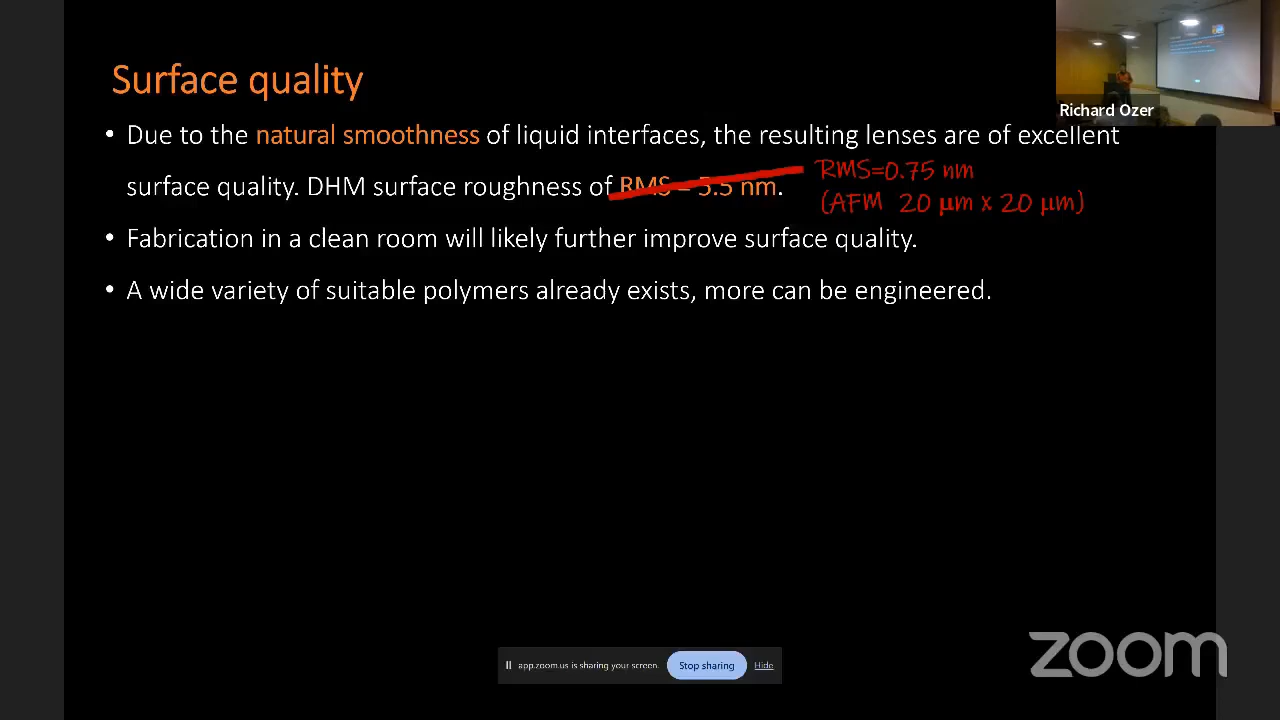 Surface quality
Richard Ozer
• Due to the natural smoothness of liquid interfaces, the resulting lenses are of excellent
surface quality. DHM surface roughness of RMS = 5.5 nm.
RMS=0.75 nm
(AFM 20 μm x 20 μm)
• Fabrication in a clean room will likely further improve surface quality.
• A wide variety of suitable polymers already exists, more can be engineered.
app.zoom.us is sharing your screen. Stop sharing Hide
zoom